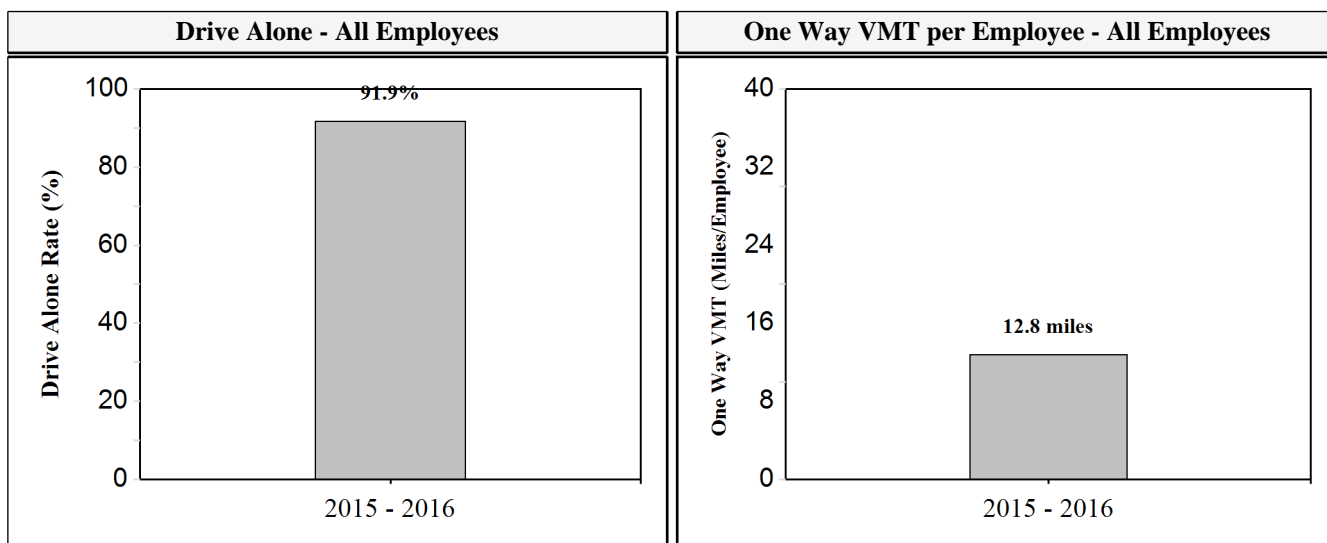 Drive Alone - All Employees
100
91.9%
80
60
40
20
0
Drive Alone Rate (%)
2015 - 2016
One Way VMT per Employee - All Employees
40
32
24
16
12.8 miles
8
0
One Way VMT (Miles/Employee)
2015 - 2016